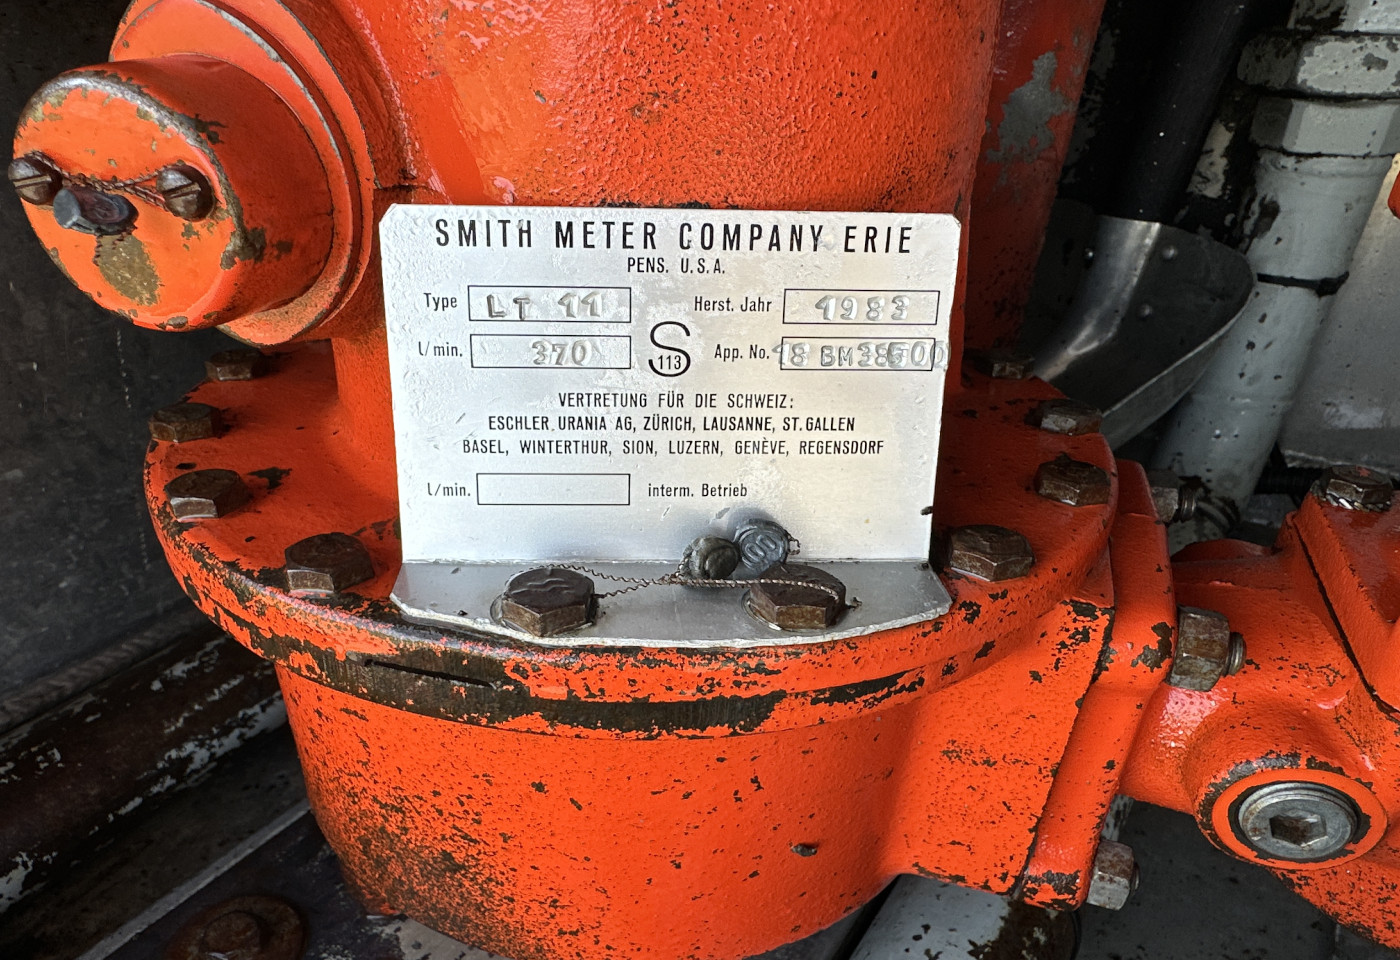 SMITH METER COMPANY ERIE
PENS. U.S.A.
Type LT 11 Herst. Jahr 1983
l/min. 370 S 113 App. No.
VERTRETUNG FÜR DIE SCHWEIZ:
ESCHLER URANIA AG, ZÜRICH, LAUSANNE, ST. GALLEN
BASEL, WINTERTHUR, SION, LUZERN, GENÈVE, REGENSDORF
l/min. interm. Betrieb